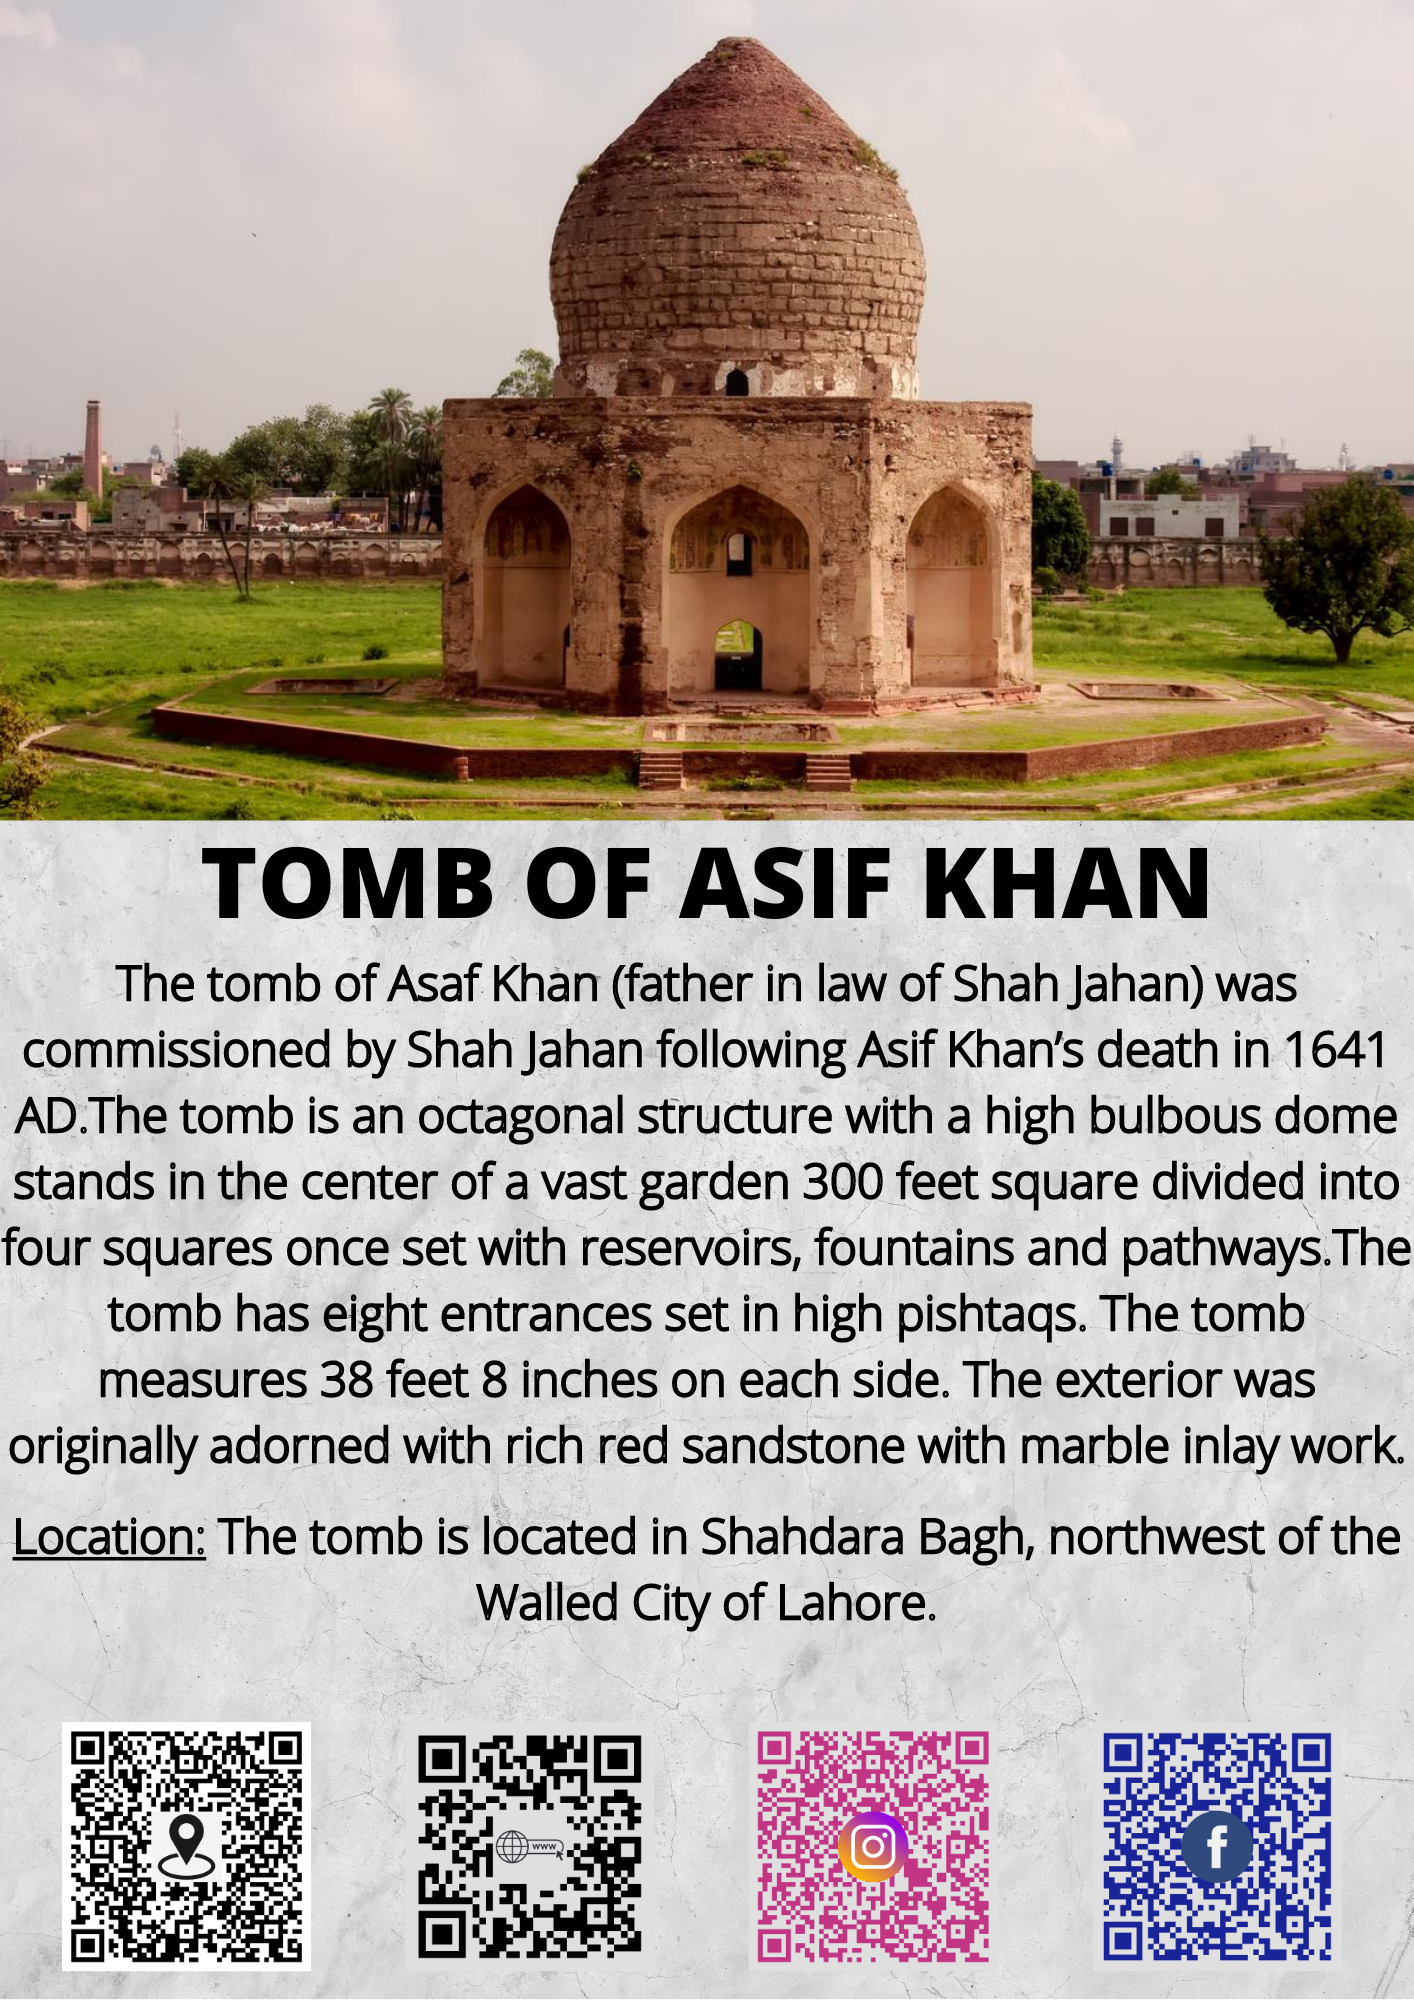 TOMB OF ASIF KHAN
The tomb of Asaf Khan (father in law of Shah Jahan) was
commissioned by Shah Jahan following Asif Khan’s death in 1641
AD.The tomb is an octagonal structure with a high bulbous dome
stands in the center of a vast garden 300 feet square divided into
four squares once set with reservoirs, fountains and pathways.The
tomb has eight entrances set in high pishtaqs. The tomb
measures 38 feet 8 inches on each side. The exterior was
originally adorned with rich red sandstone with marble inlay work.
Location: The tomb is located in Shahdara Bagh, northwest of the
Walled City of Lahore.
www
f